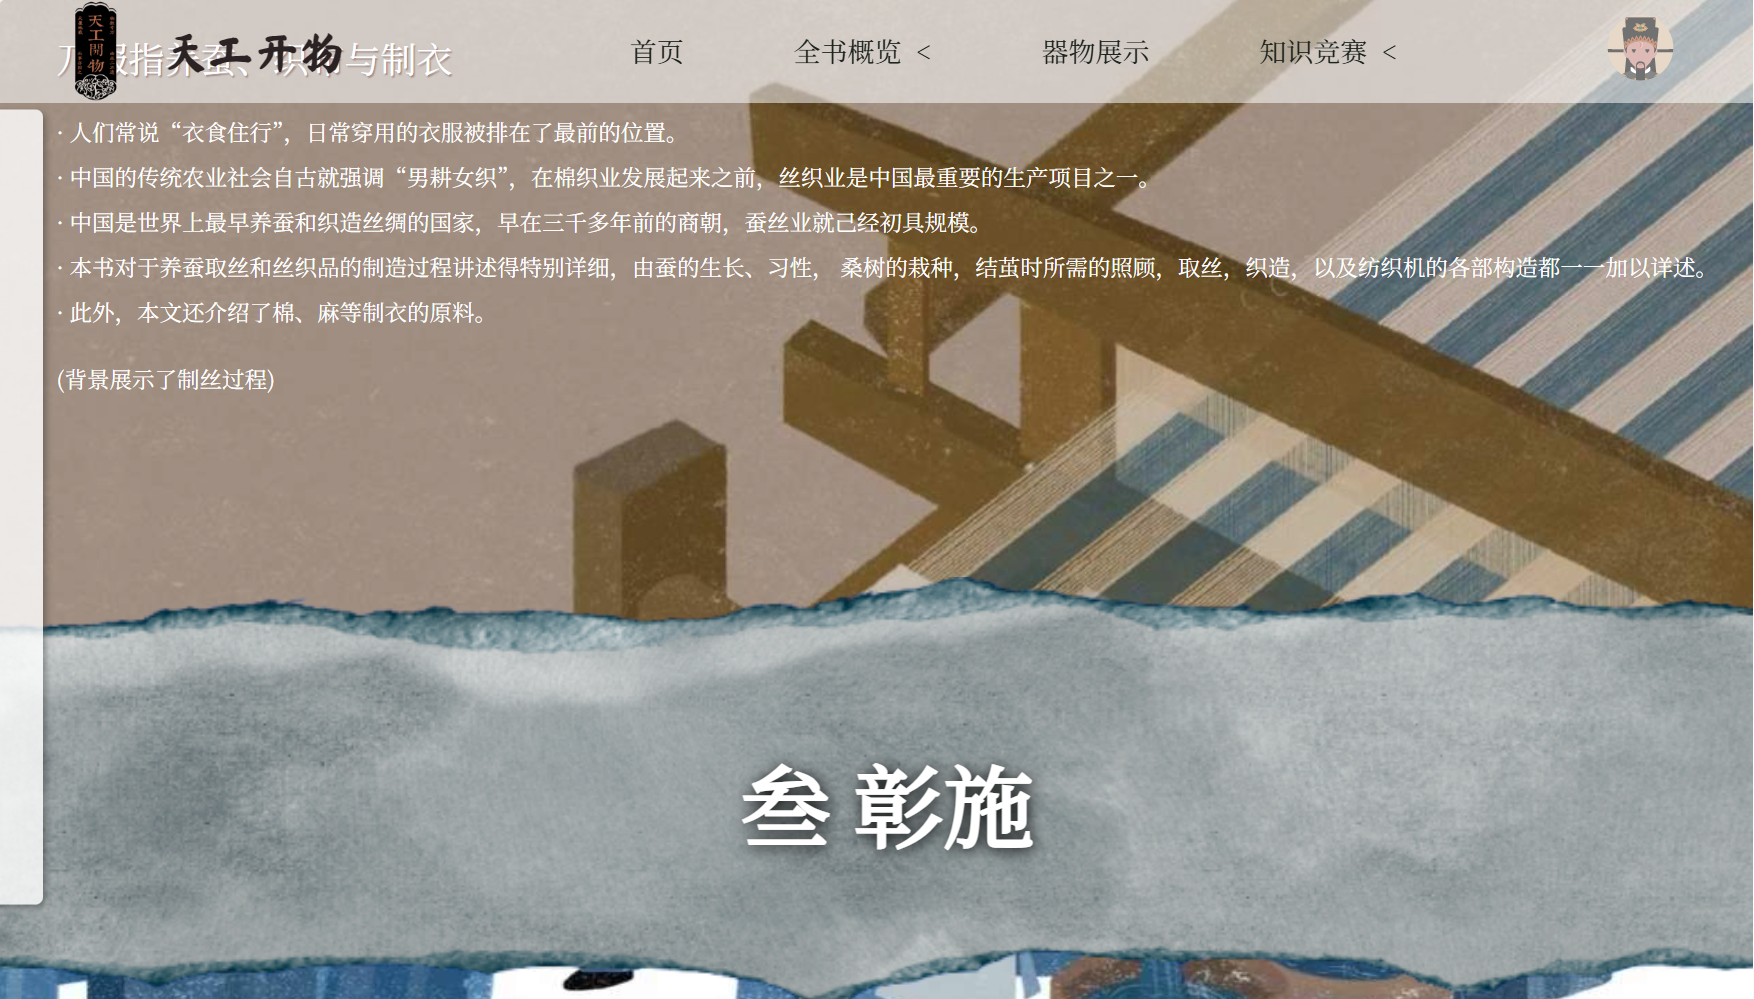 天工開物
天工开物
首页
全书概览 <
器物展示
知识竞赛 <
乃服指养蚕、织布与制衣
· 人们常说“衣食住行”，日常穿用的衣服被排在了最前的位置。
· 中国的传统农业社会自古就强调“男耕女织”，在棉织业发展起来之前，丝织业是中国最重要的生产项目之一。
· 中国是世界上最早养蚕和织造丝绸的国家，早在三千多年前的商朝，蚕丝业就己经初具规模。
· 本书对于养蚕取丝和丝织品的制造过程讲述得特别详细，由蚕的生长、习性， 桑树的栽种，结茧时所需的照顾，取丝，织造，以及纺织机的各部构造都一一加以详述。
· 此外，本文还介绍了棉、麻等制衣的原料。
(背景展示了制丝过程)
叁 彰施